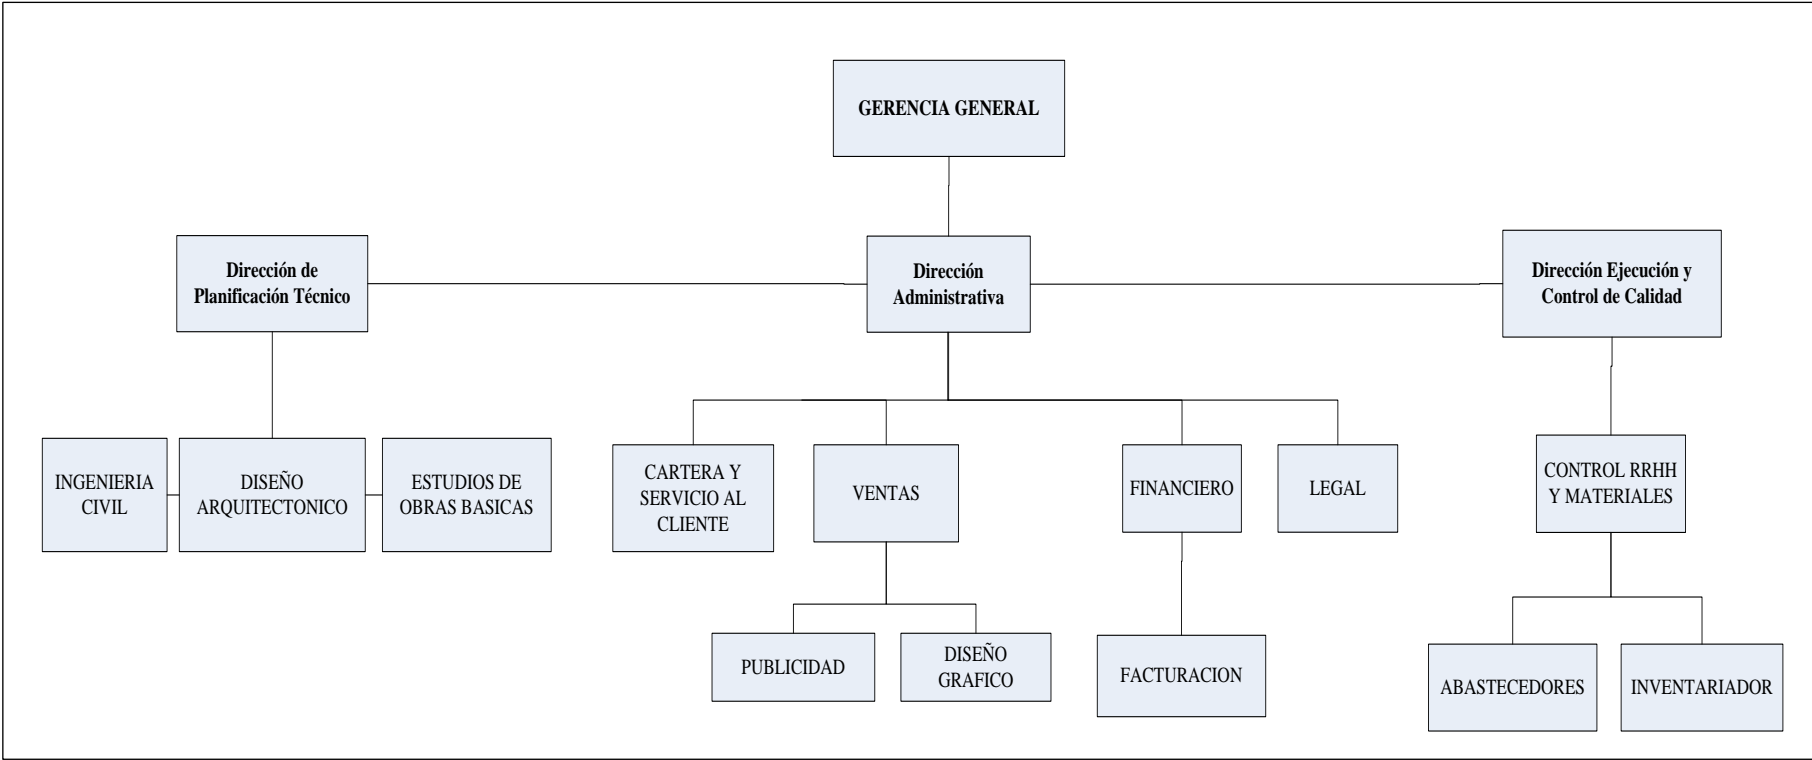 GERENCIA GENERAL
Dirección de
Planificación Técnico
Dirección
Administrativa
Dirección Ejecución y
Control de Calidad
INGENIERIA
CIVIL
DISEÑO
ARQUITECTONICO
ESTUDIOS DE
OBRAS BASICAS
CARTERA Y
SERVICIO AL
CLIENTE
VENTAS
FINANCIERO
LEGAL
CONTROL RRHH
Y MATERIALES
PUBLICIDAD
DISEÑO
GRAFICO
FACTURACION
ABASTECEDORES
INVENTARIADOR